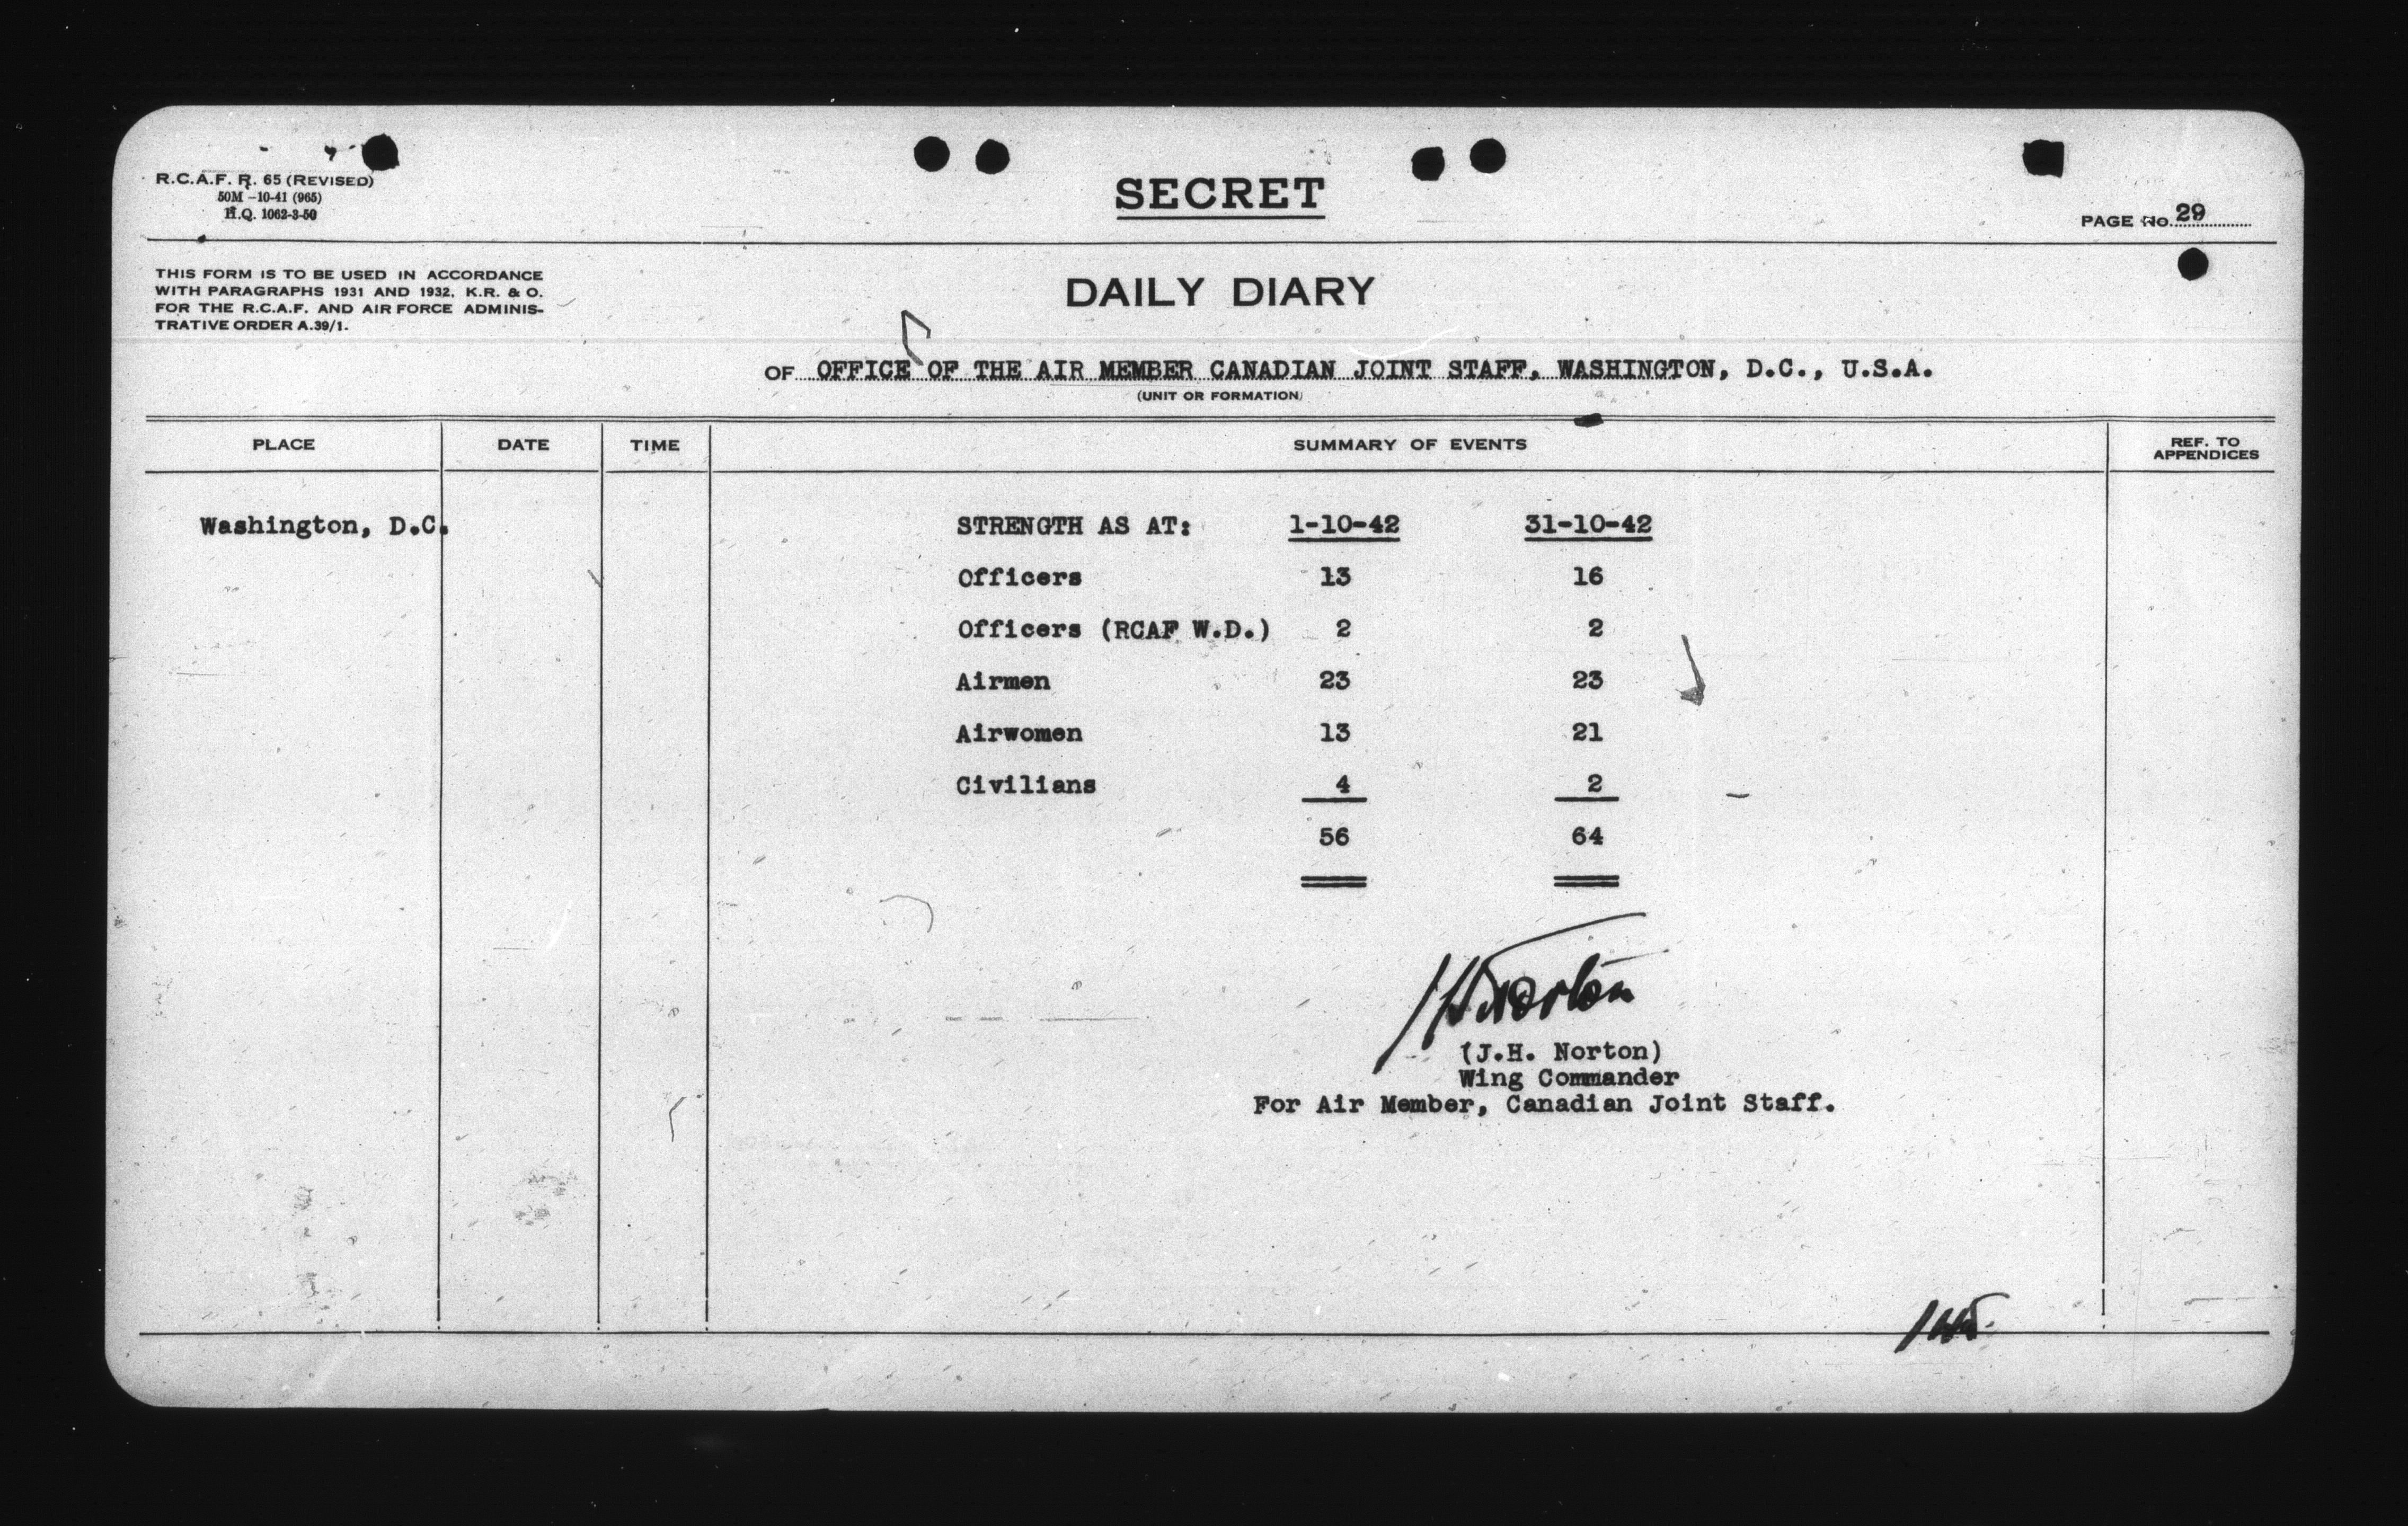 R.C.A.F. R. 65 (REVISED)
50M -10-41 (965)
H.Q. 1062-3-50
SECRET
PAGE No. 29
THIS FORM IS TO BE USED IN ACCORDANCE
WITH PARAGRAPHS 1931 AND 1932, K.R. & O.
FOR THE R.C.A.F. AND AIR FORCE ADMINIS-
TRATIVE ORDER A.39/1.
DAILY DIARY
OF OFFICE OF THE AIR MEMBER CANADIAN JOINT STAFF, WASHINGTON, D.C., U.S.A.
(UNIT OR FORMATION)
PLACE DATE TIME SUMMARY OF EVENTS REF. TO APPENDICES
Washington, D.C. STRENGTH AS AT: 1-10-42 31-10-42
Officers 13 16
Officers (RCAF W.D.) 2 2
Airmen 23 23
Airwomen 13 21
Civilians 4 2
56 64
JHNorton
(J.H. Norton)
Wing Commander
For Air Member, Canadian Joint Staff.